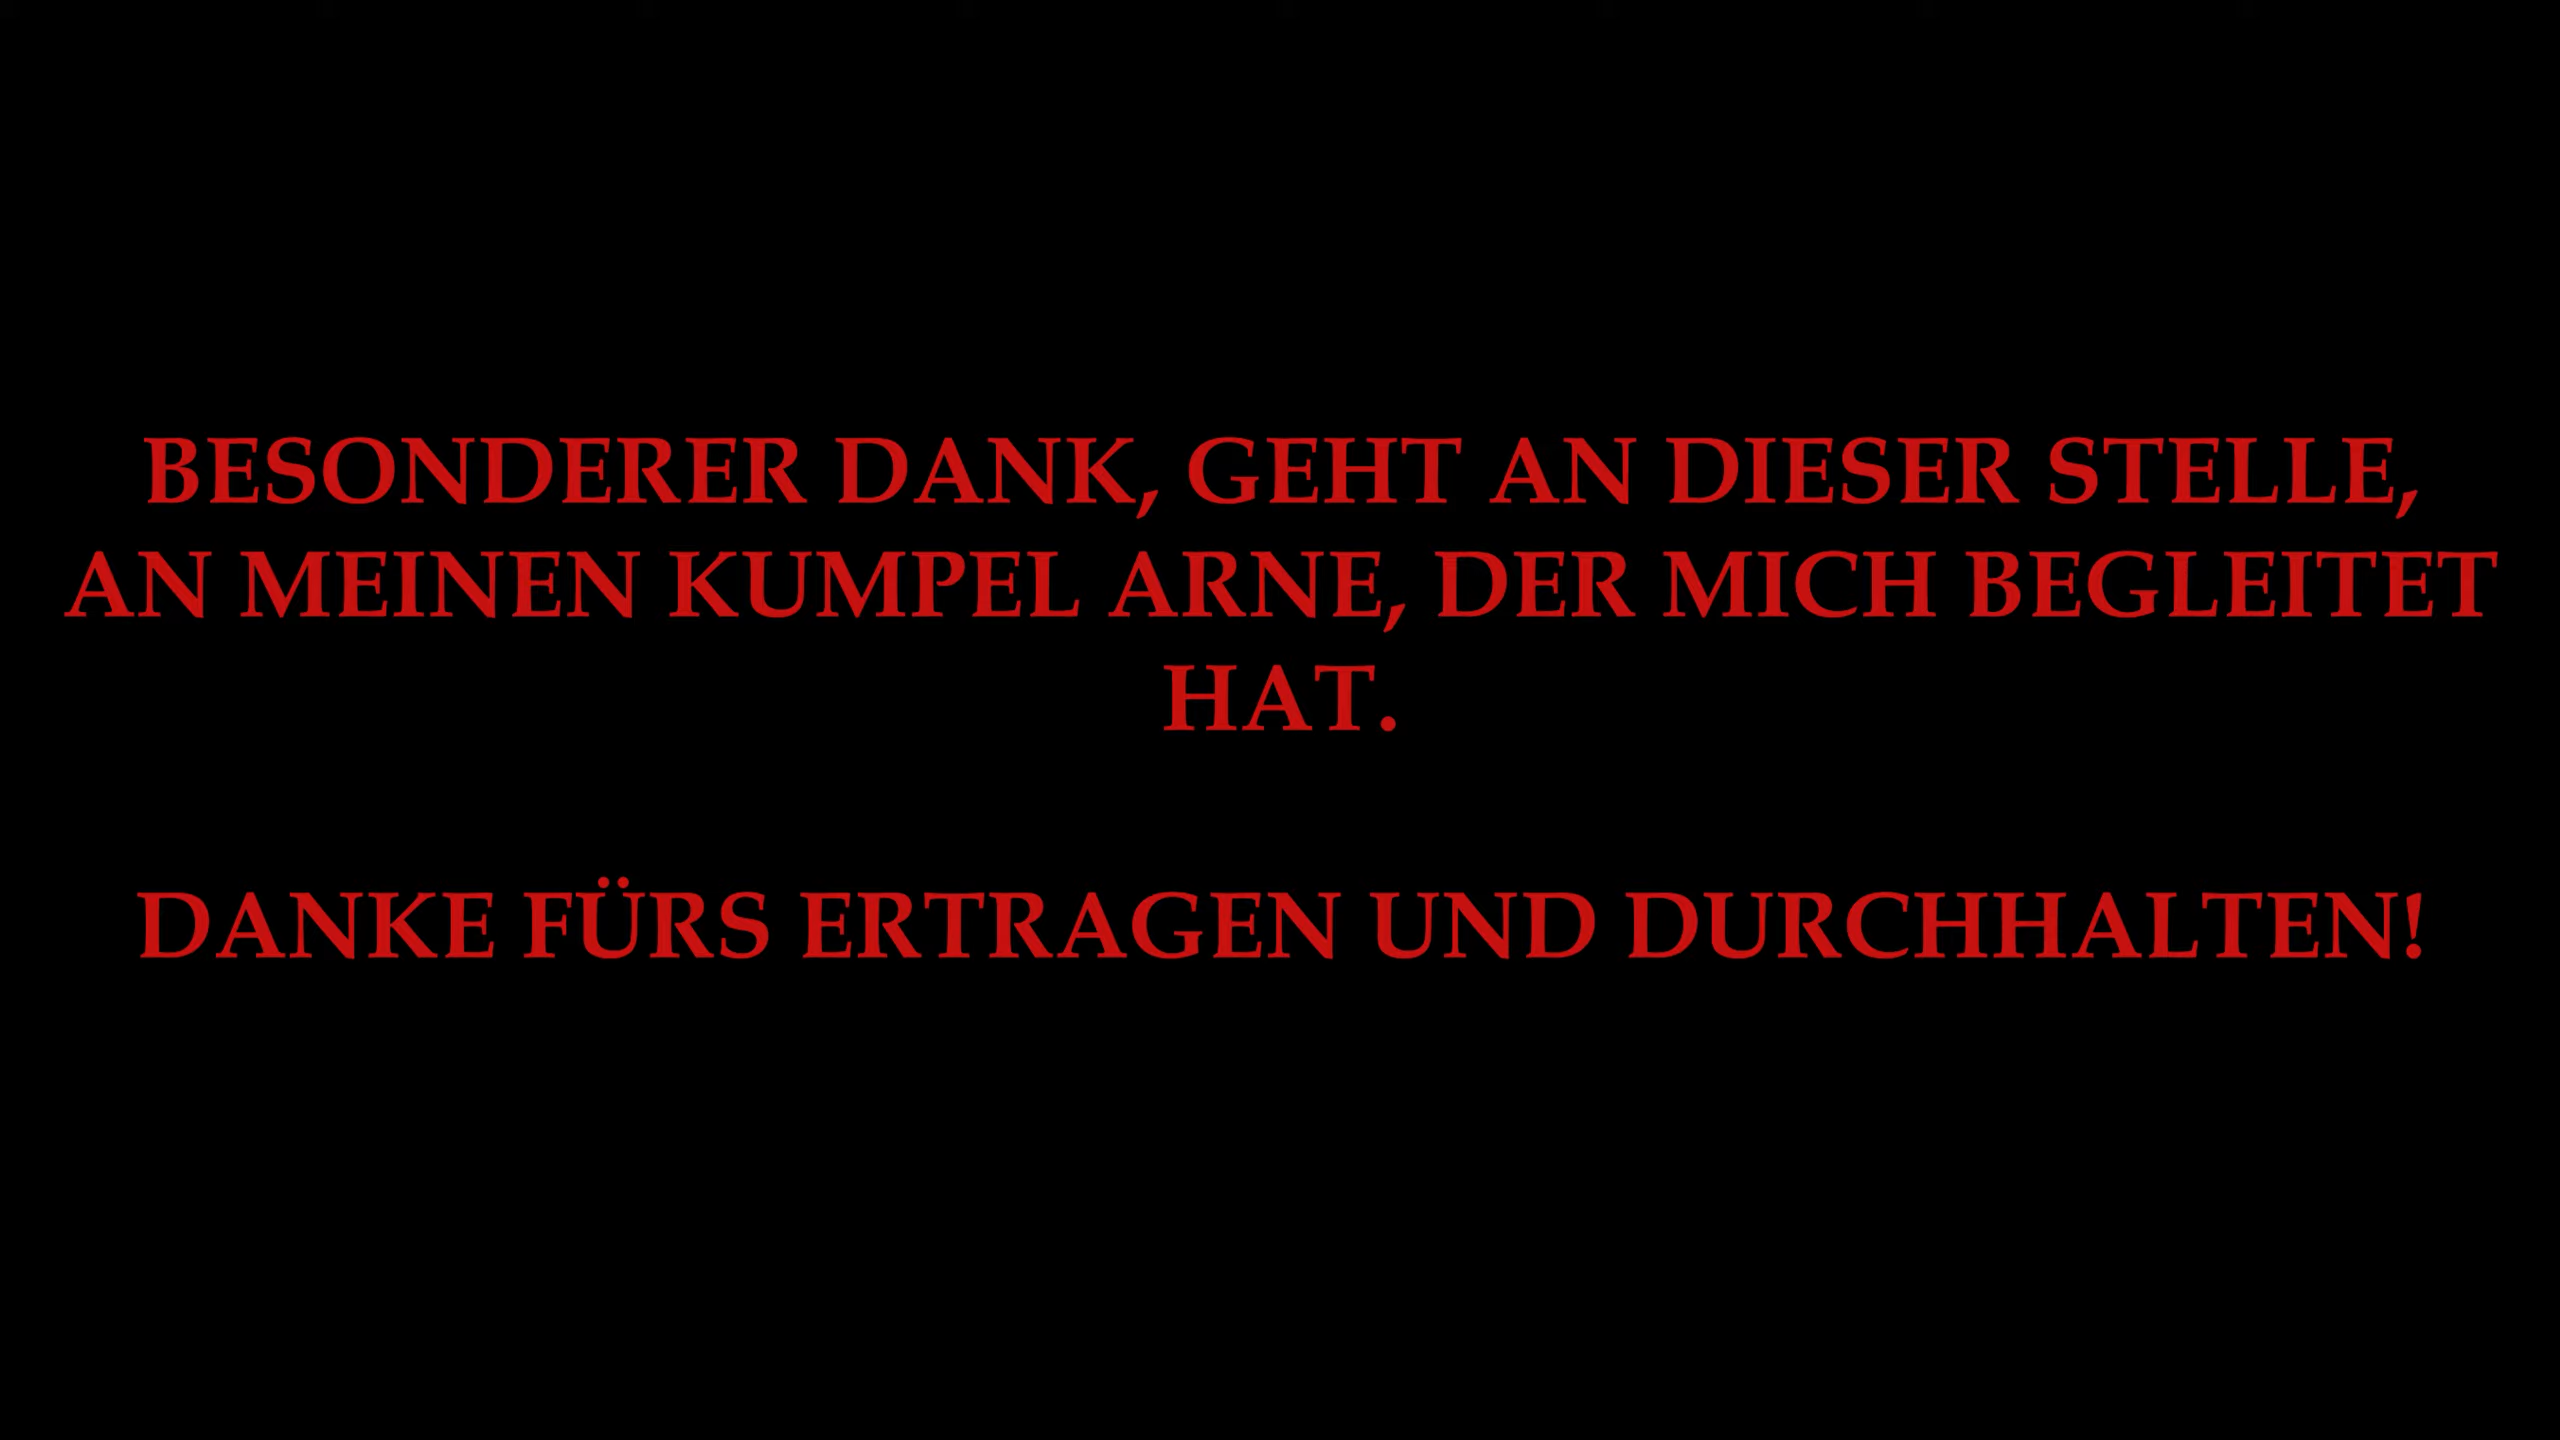 BESONDERER DANK, GEHT AN DIESER STELLE,
AN MEINEN KUMPEL ARNE, DER MICH BEGLEITET
HAT.
DANKE FÜRS ERTRAGEN UND DURCHHALTEN!